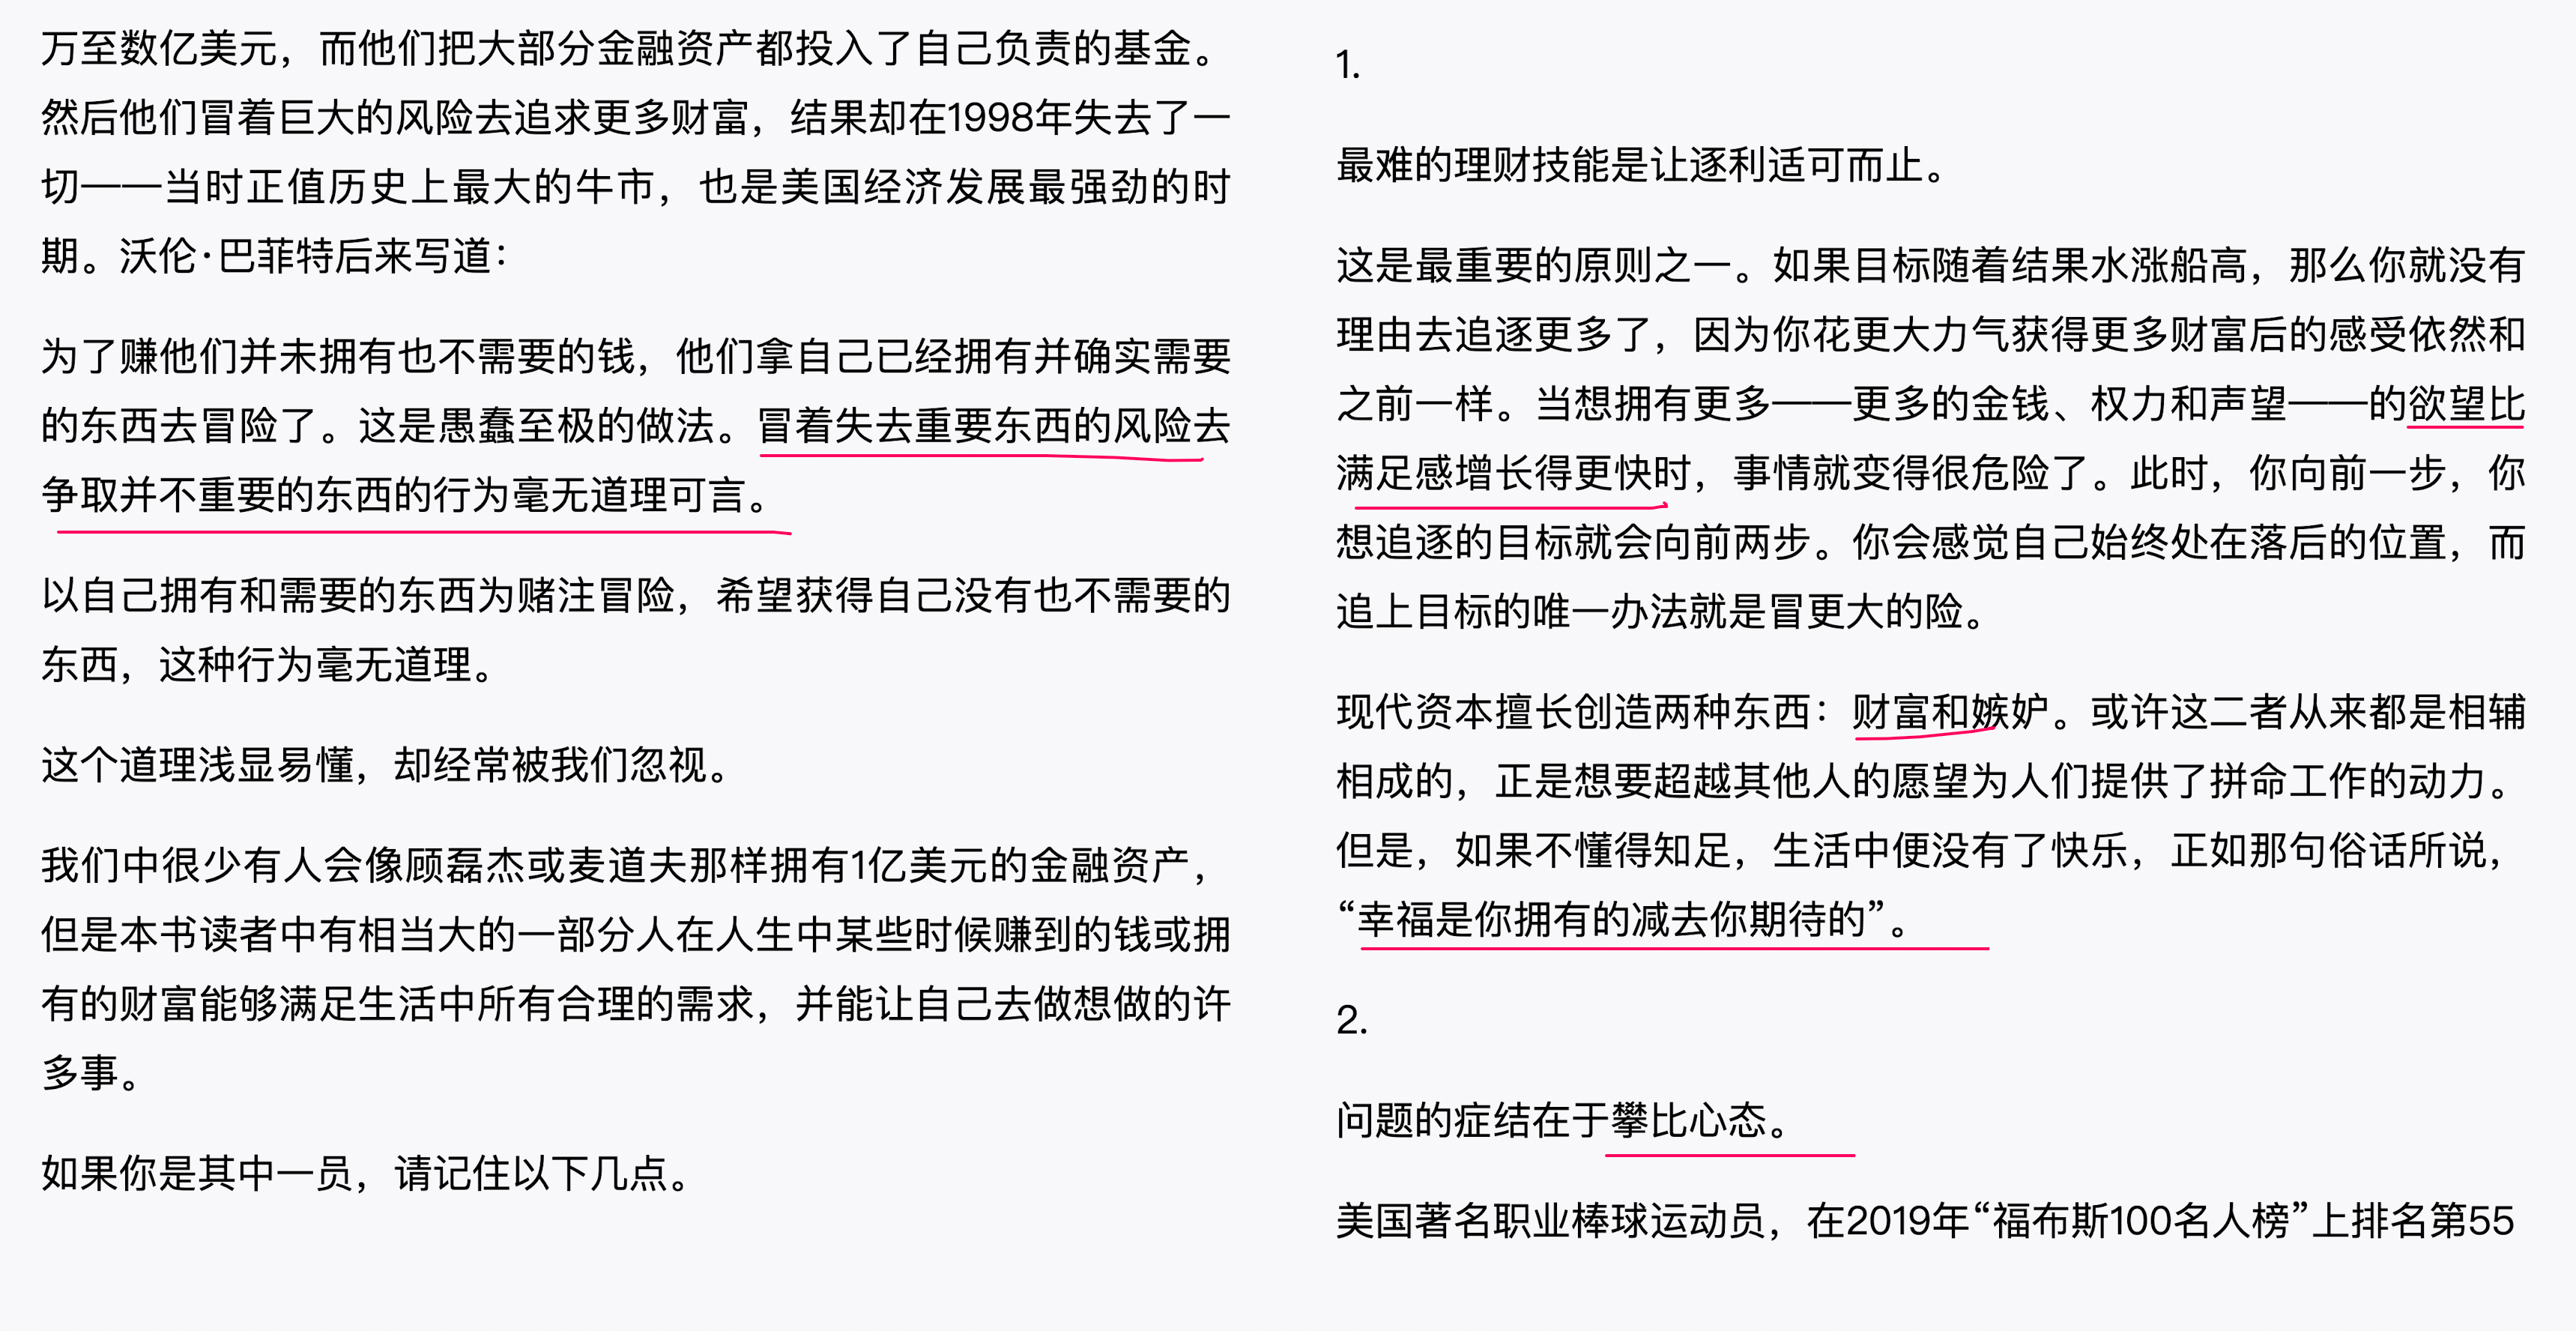 万至数亿美元，而他们把大部分金融资产都投入了自己负责的基金。
然后他们冒着巨大的风险去追求更多财富，结果却在1998年失去了一
切——当时正值历史上最大的牛市，也是美国经济发展最强劲的时
期。沃伦·巴菲特后来写道：
为了赚他们并未拥有也不需要的钱，他们拿自己已经拥有并确实需要
的东西去冒险了。这是愚蠢至极的做法。冒着失去重要东西的风险去
争取并不重要的东西的行为毫无道理可言。
以自己拥有和需要的东西为赌注冒险，希望获得自己没有也不需要的
东西，这种行为毫无道理。
这个道理浅显易懂，却经常被我们忽视。
我们中很少有人会像顾磊杰或麦道夫那样拥有1亿美元的金融资产，
但是本书读者中有相当大的一部分人在人生中某些时候赚到的钱或拥
有的财富能够满足生活中所有合理的需求，并能让自己去做想做的许
多事。
如果你是其中一员，请记住以下几点。
1.
最难的理财技能是让逐利适可而止。
这是最重要的原则之一。如果目标随着结果水涨船高，那么你就没有
理由去追逐更多了，因为你花更大力气获得更多财富后的感受依然和
之前一样。当想拥有更多——更多的金钱、权力和声望——的欲望比
满足感增长得更快时，事情就变得很危险了。此时，你向前一步，你
想追逐的目标就会向前两步。你会感觉自己始终处在落后的位置，而
追上目标的唯一办法就是冒更大的险。
现代资本擅长创造两种东西：财富和嫉妒。或许这二者从来都是相辅
相成的，正是想要超越其他人的愿望为人们提供了拼命工作的动力。
但是，如果不懂得知足，生活中便没有了快乐，正如那句俗话所说，
“幸福是你拥有的减去你期待的”。
2.
问题的症结在于攀比心态。
美国著名职业棒球运动员，在2019年“福布斯100名人榜”上排名第55